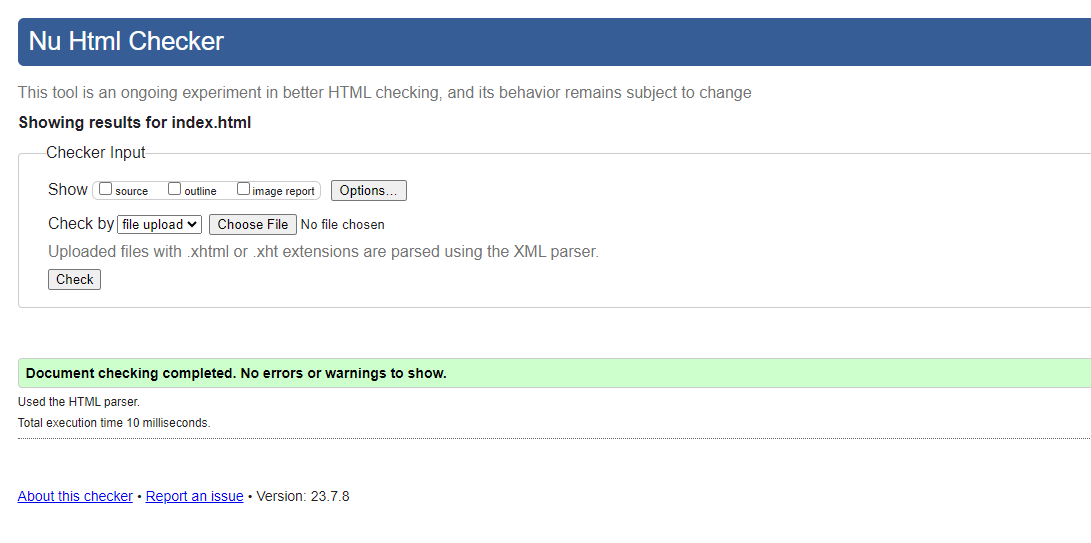 Nu Html Checker
This tool is an ongoing experiment in better HTML checking, and its behavior remains subject to change
Showing results for index.html
Checker Input
Show source outline image report Options...
Check by file upload Choose File No file chosen
Uploaded files with .xhtml or .xht extensions are parsed using the XML parser.
Check
Document checking completed. No errors or warnings to show.
Used the HTML parser.
Total execution time 10 milliseconds.
About this checker • Report an issue • Version: 23.7.8